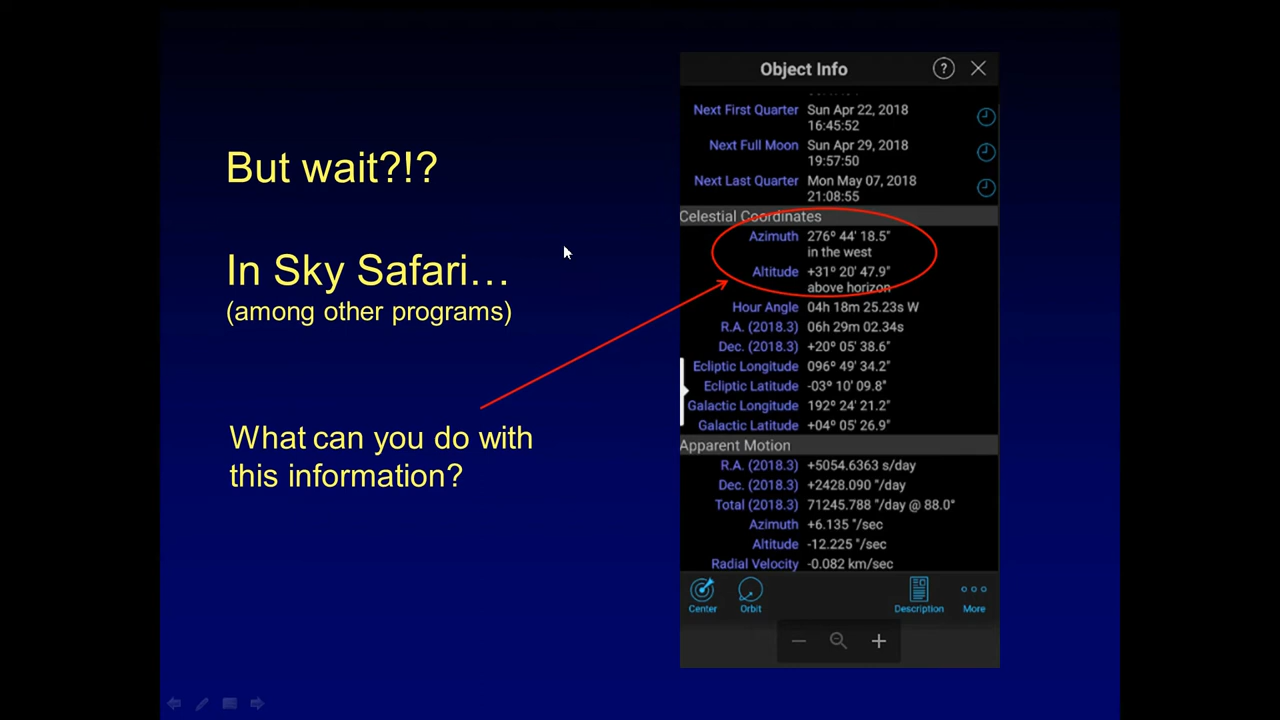 But wait?!?
In Sky Safari…
(among other programs)
What can you do with
this information?
Object Info ?
Next First Quarter Sun Apr 22, 2018
16:45:52
Next Full Moon Sun Apr 29, 2018
19:57:50
Next Last Quarter Mon May 07, 2018
21:08:55
Celestial Coordinates
Azimuth 276º 44' 18.5"
in the west
Altitude +31º 20' 47.9"
above horizon
Hour Angle 04h 18m 25.23s W
R.A. (2018.3) 06h 29m 02.34s
Dec. (2018.3) +20º 05' 38.6"
Ecliptic Longitude 096º 49' 34.2"
Ecliptic Latitude -03º 10' 09.8"
Galactic Longitude 192º 24' 21.2"
Galactic Latitude +04º 05' 26.9"
Apparent Motion
R.A. (2018.3) +5054.6363 s/day
Dec. (2018.3) +2428.090 "/day
Total (2018.3) 71245.788 "/day @ 88.0°
Azimuth +6.135 "/sec
Altitude -12.225 "/sec
Radial Velocity -0.082 km/sec
Center Orbit Description More